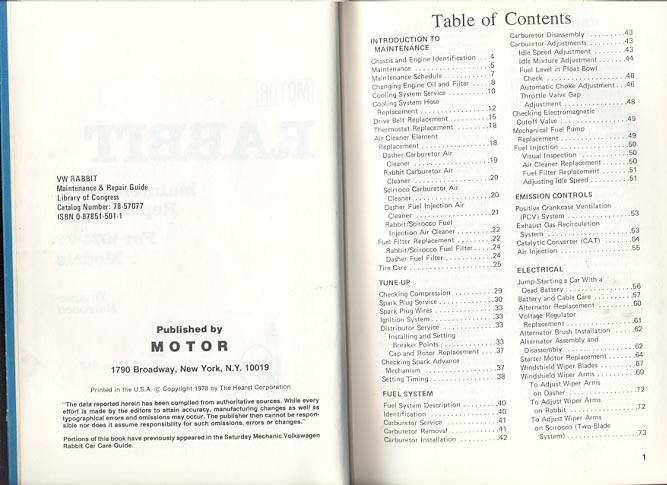 VW RABBIT
Maintenance & Repair Guide
Library of Congress
Catalog Number: 78-57077
ISBN 0-87851-501-1
Published by
MOTOR
1790 Broadway, New York, N.Y. 10019
Printed in the U.S.A. © Copyright 1978 by The Hearst Corporation
"The data reported herein has been compiled from authoritative sources. While every
effort is made by the editors to attain accuracy, manufacturing changes as well as
typographical errors and omissions may occur. The publisher then cannot be respon-
sible nor does it assume responsibility for such omissions, errors or changes."
Portions of this book have previously appeared in the Saturday Mechanic Volkswagen
Rabbit Car Care Guide.
Table of Contents
INTRODUCTION TO
MAINTENANCE
Chassis and Engine Identification ...4
Maintenance ..................5
Maintenance Schedule ...........7
Changing Engine Oil and Filter .....8
Cooling System Service ..........10
Cooling System Hose
Replacement ................12
Drive Belt Replacement .........15
Thermostat Replacement ........18
Air Cleaner Element
Replacement ................18
Dasher Carburetor Air
Cleaner ...................19
Rabbit Carburetor Air
Cleaner ...................20
Scirroco Carburetor Air
Cleaner ...................20
Dasher Fuel Injection Air
Cleaner ...................21
Rabbit/Scirocco Fuel
Injection Air Cleaner .........22
Fuel Filter Replacement .........22
Rabbit/Scirocco Fuel Filter .....24
Dasher Fuel Filter ............24
Tire Care ....................25
TUNE-UP
Checking Compression ..........29
Spark Plug Service .............30
Spark Plug Wires ..............33
Ignition System ...............33
Distributor Service ............33
Installing and Setting
Breaker Points ..............33
Cap and Rotor Replacement ....37
Checking Spark Advance
Mechanism .................37
Setting Timing ................38
FUEL SYSTEM
Fuel System Description .........40
Identification .................40
Carburetor Service .............41
Carburetor Removal ............41
Carburetor Installation ..........42
Carburetor Disassembly .........43
Carburetor Adjustments .........43
Idle Speed Adjustment ........43
Idle Mixture Adjustment .......44
Fuel Level in Float Bowl
Check ....................46
Automatic Choke Adjustment ...46
Throttle Valve Gap
Adjustment ................48
Checking Electromagnetic
Cutoff Valve ................49
Mechanical Fuel Pump
Replacement ................49
Fuel Injection .................50
Visual Inspection ............50
Air Cleaner Replacement .......50
Fuel Filter Replacement .......51
Adjusting Idle Speed ..........51
EMISSION CONTROLS
Positive Crankcase Ventilation
(PCV) System ...............53
Exhaust Gas Recirculation
System ....................53
Catalytic Converter (CAT) .......54
Air Injection .................55
ELECTRICAL
Jump-Starting a Car With a
Dead Battery ................56
Battery and Cable Care .........57
Alternator Replacement .........60
Voltage Regulator
Replacement ................61
Alternator Brush Installation .....62
Alternator Assembly and
Disassembly ................62
Starter Motor Replacement .......64
Windshield Wiper Blades .........67
Windshield Wiper Arms ..........69
To Adjust Wiper Arms
on Dasher .................72
To Adjust Wiper Arms
on Rabbit .................72
To Adjust Wiper Arms
on Scirocco (Two-Blade
System) ...................73
1